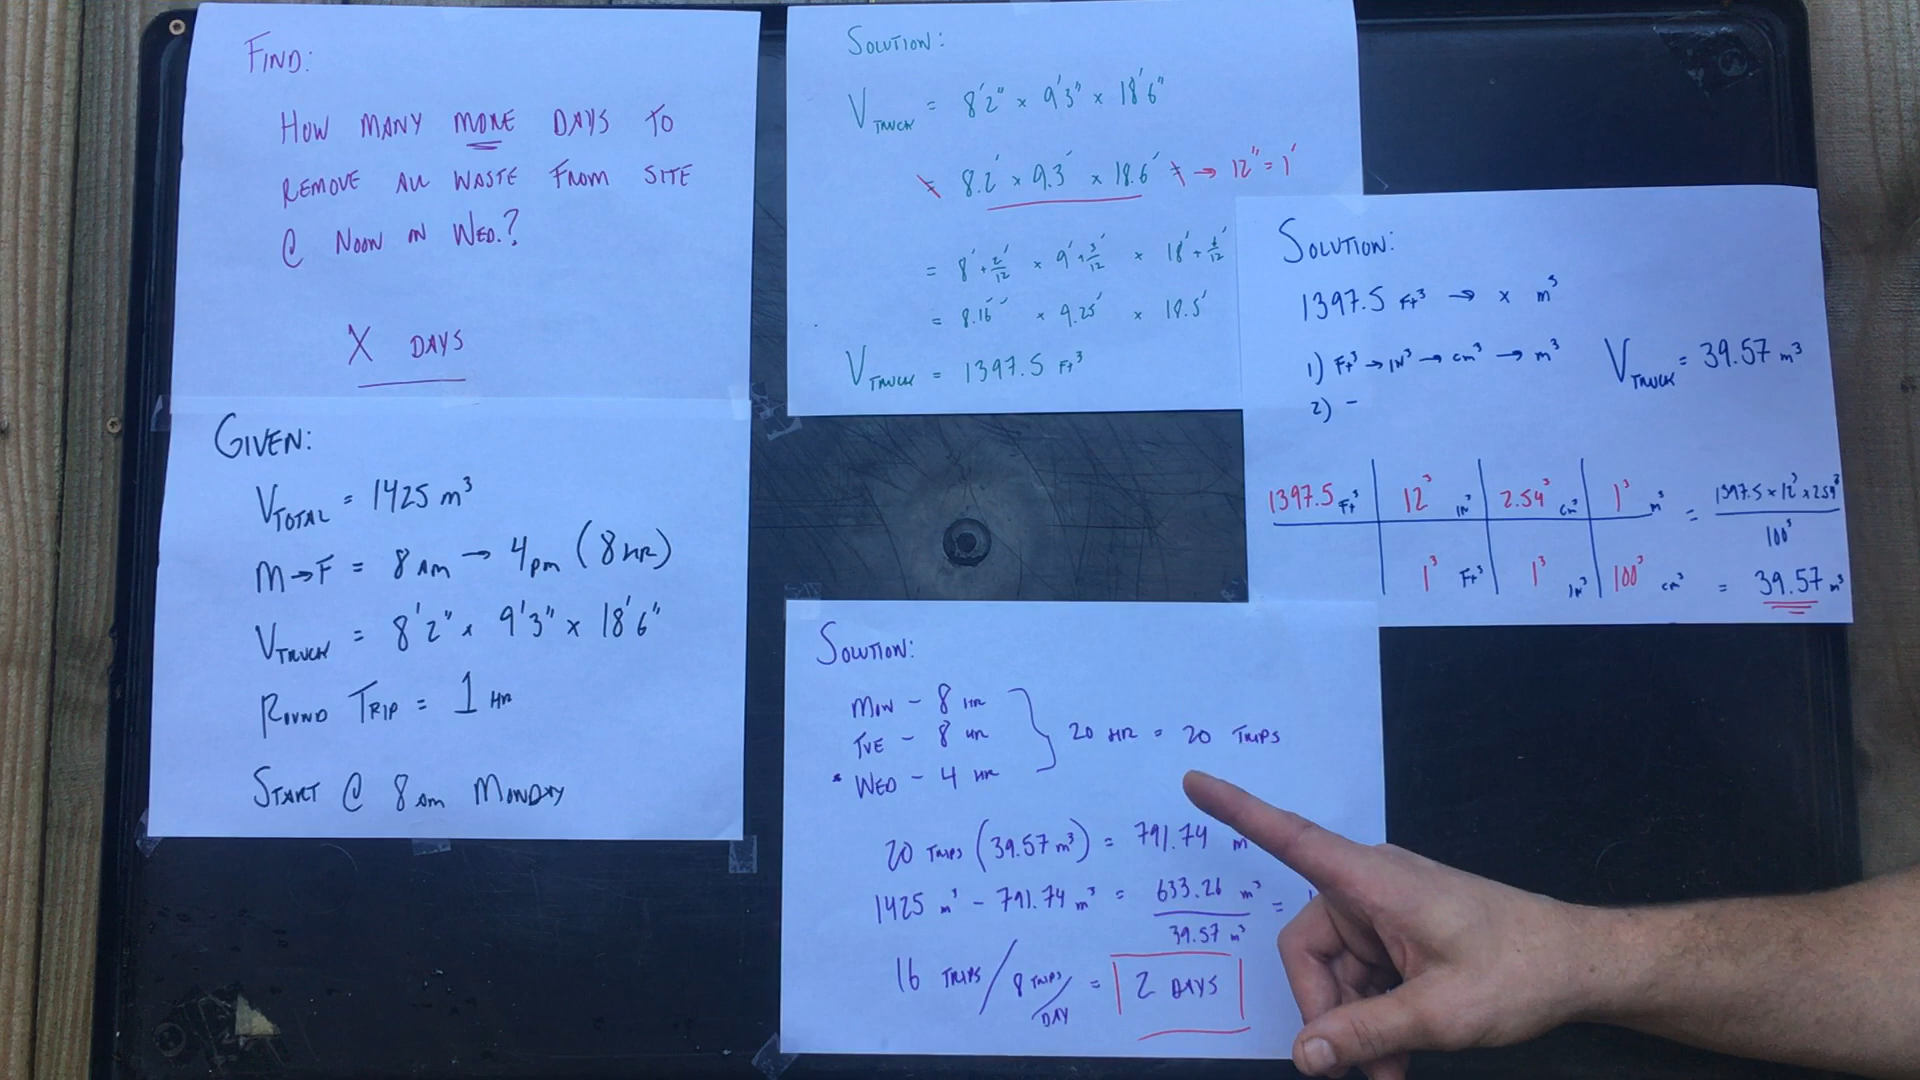 FIND:
HOW MANY MORE DAYS TO
REMOVE ALL WASTE FROM SITE
@ NOON ON WED.?
X DAYS
GIVEN:
VTOTAL = 1425 m³
M→F = 8 AM → 4 pm (8 HR)
VTRUCK = 8'2" x 9'3" x 18'6"
ROUND TRIP = 1 HR
START @ 8 am MONDAY
SOLUTION:
VTRUCK = 8'2" x 9'3" x 18'6"
≠ 8.2' x 9.3' x 18.6' ≠ → 12" = 1'
= 8' + 2/12' x 9' + 3/12' x 18' + 6/12'
= 8.16' x 9.25' x 18.5'
VTRUCK = 1397.5 FT³
SOLUTION:
1397.5 FT³ → x m³
1) FT³ → IN³ → cm³ → m³
VTRUCK = 39.57 m³
2) -
1397.5 FT³ | 12³ IN³ | 2.54³ cm³ | 1³ m³ = 1397.5 x 12³ x 2.54³
1³ FT³ | 1³ IN³ | 100³ cm³
100³
= 39.57 m³
SOLUTION:
MON - 8 HR
TUE - 8 HR
* WED - 4 HR
20 HR = 20 TRIPS
20 TRIPS (39.57 m³) = 791.74 m
1425 m³ - 791.74 m³ = 633.26 m³ =
39.57 m³
16 TRIPS / 8 TRIPS/DAY = 2 DAYS